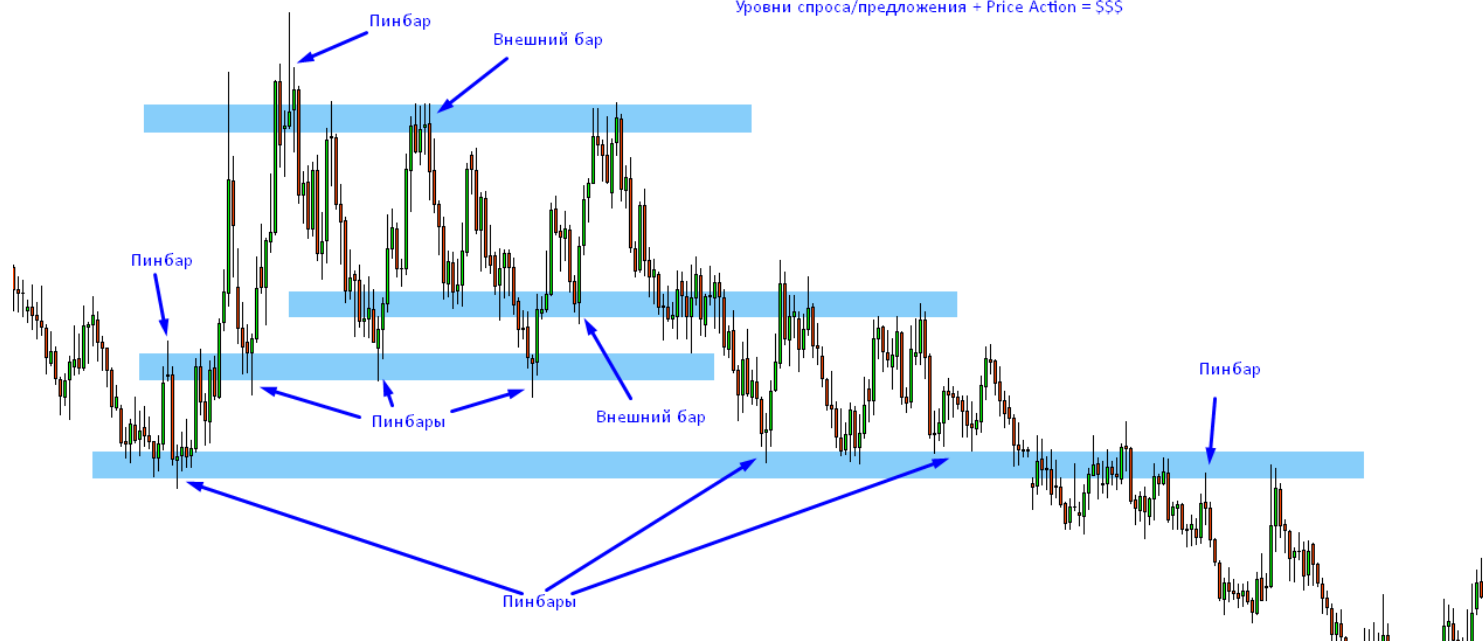 Уровни спроса/предложения + Price Action = $$$
Пинбар
Внешний бар
Пинбар
Пинбар
Внешний бар
Пинбары
Пинбары